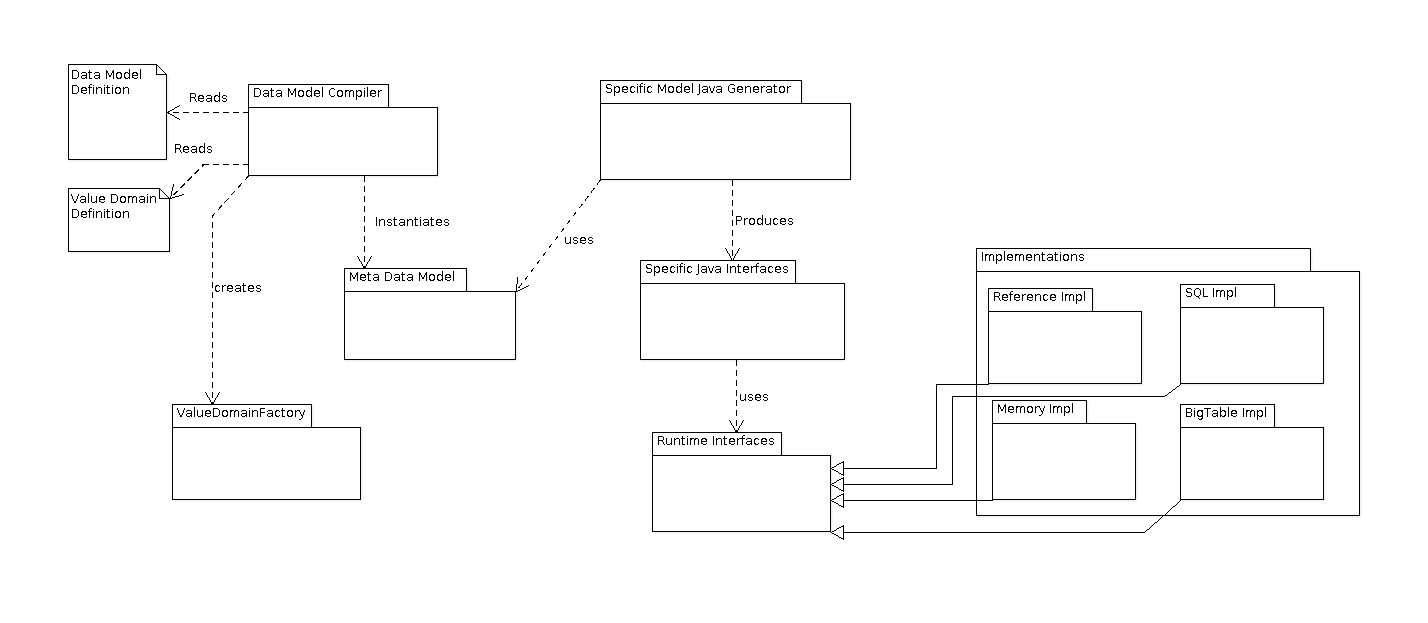 Data Model
Definition
Reads
Data Model Compiler
Specific Model Java Generator
Reads
Value Domain
Definition
Instantiates
Produces
uses
creates
Meta Data Model
Specific Java Interfaces
Implementations
Reference Impl
SQL Impl
uses
ValueDomainFactory
Runtime Interfaces
Memory Impl
BigTable Impl